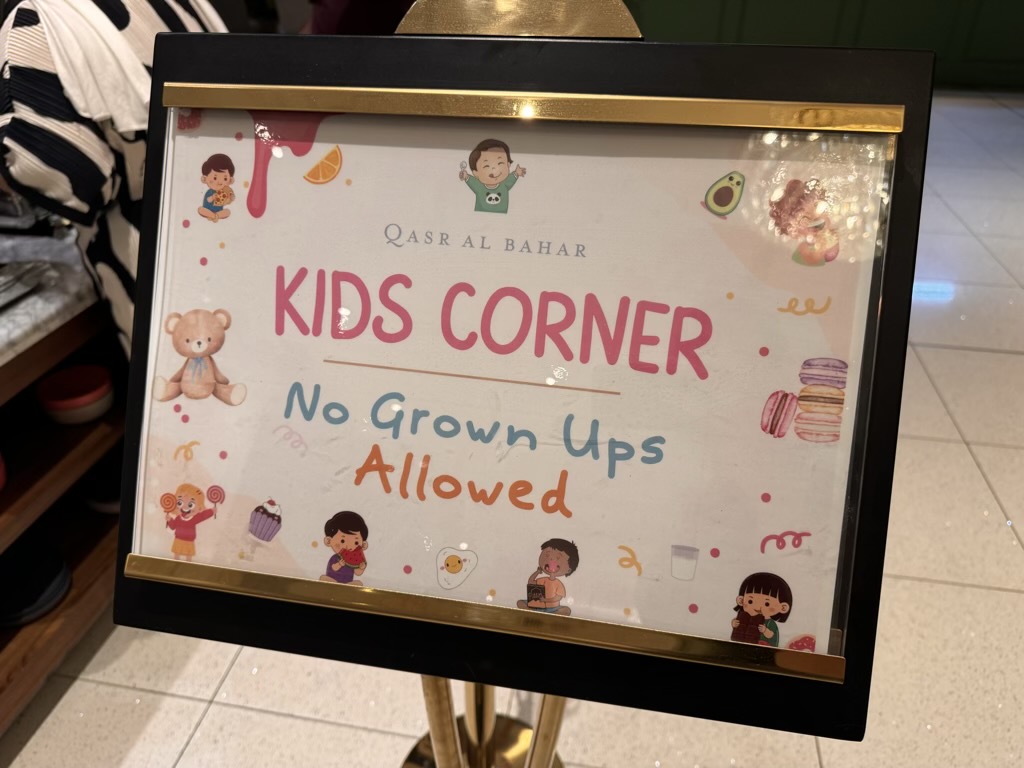 QASR AL BAHAR
KIDS CORNER
No Grown Ups
Allowed